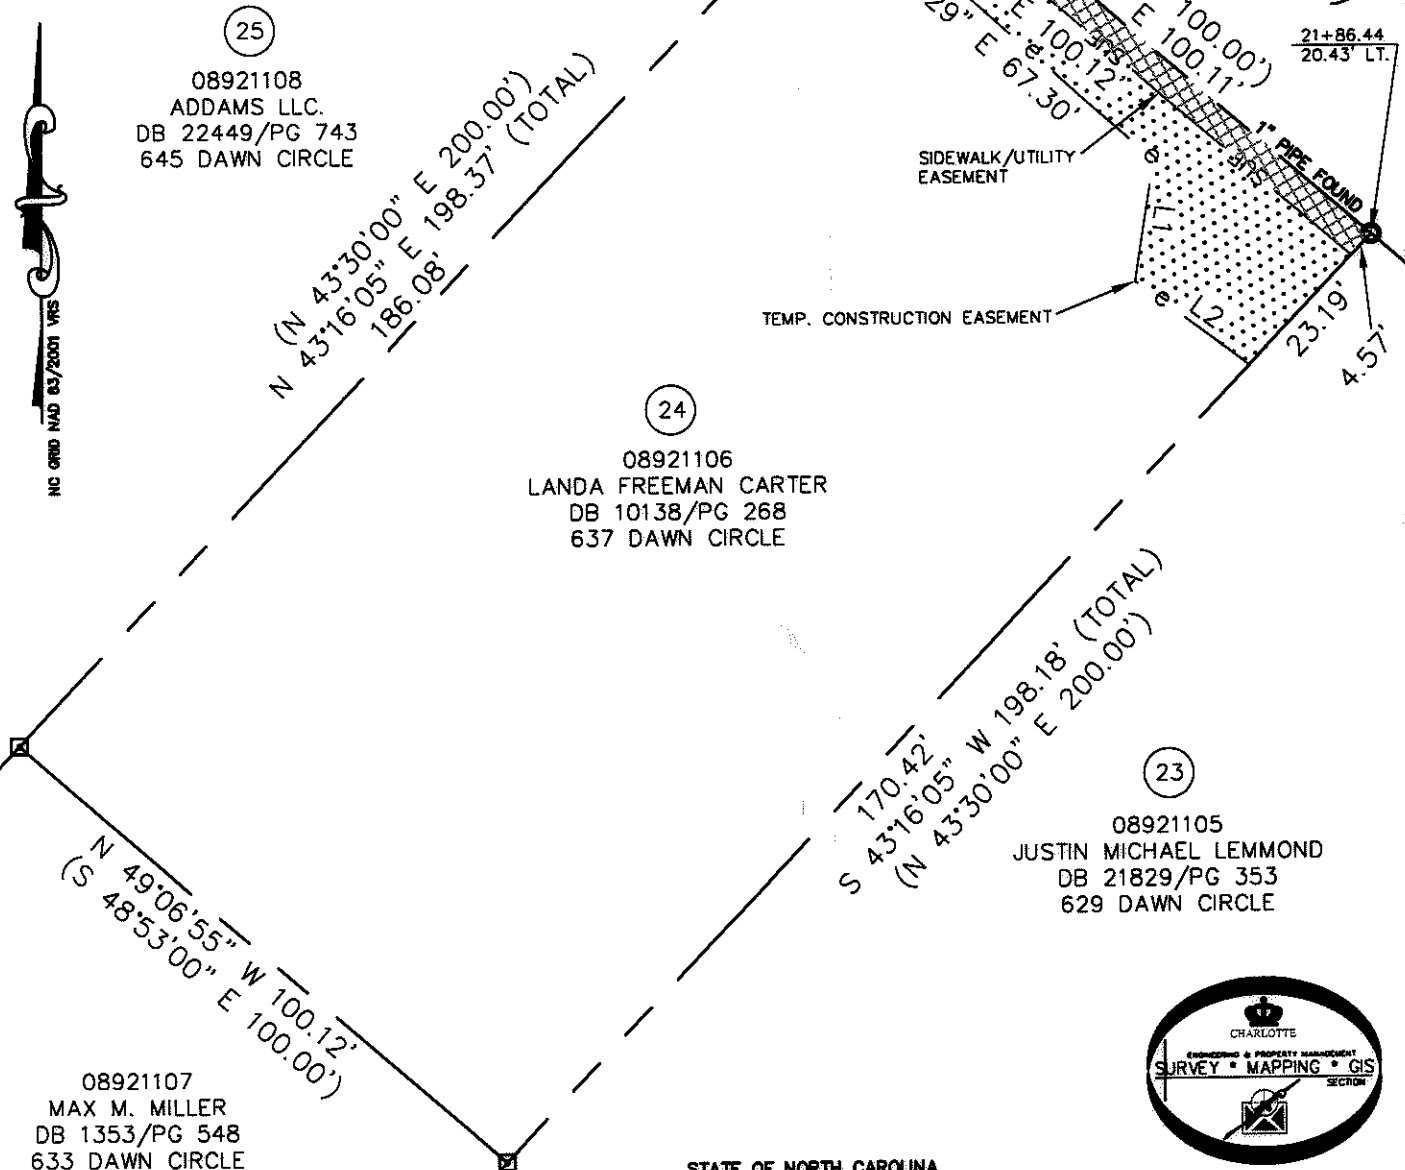 25
08921108
ADDAMS LLC.
DB 22449/PG 743
645 DAWN CIRCLE
NC GRID NAD 83/2001 VRS
(N 43°30'00" E 200.00')
N 43°16'05" E 198.37' (TOTAL)
186.08'
E 100.00')
E 100.11'
E 100.12'
29" E 67.30'
SUE
SUE
e
e
e
1" PIPE FOUND
21+86.44
20.43' LT.
SIDEWALK/UTILITY
EASEMENT
L1
L2
TEMP. CONSTRUCTION EASEMENT
23.19'
4.57'
24
08921106
LANDA FREEMAN CARTER
DB 10138/PG 268
637 DAWN CIRCLE
170.42'
S 43°16'05" W 198.18' (TOTAL)
(N 43°30'00" E 200.00')
23
08921105
JUSTIN MICHAEL LEMMOND
DB 21829/PG 353
629 DAWN CIRCLE
N 49°06'55" W 100.12'
(S 48°53'00" E 100.00')
08921107
MAX M. MILLER
DB 1353/PG 548
633 DAWN CIRCLE
CHARLOTTE
ENGINEERING & PROPERTY MANAGEMENT
SURVEY * MAPPING * GIS
SECTION
STATE OF NORTH CAROLINA